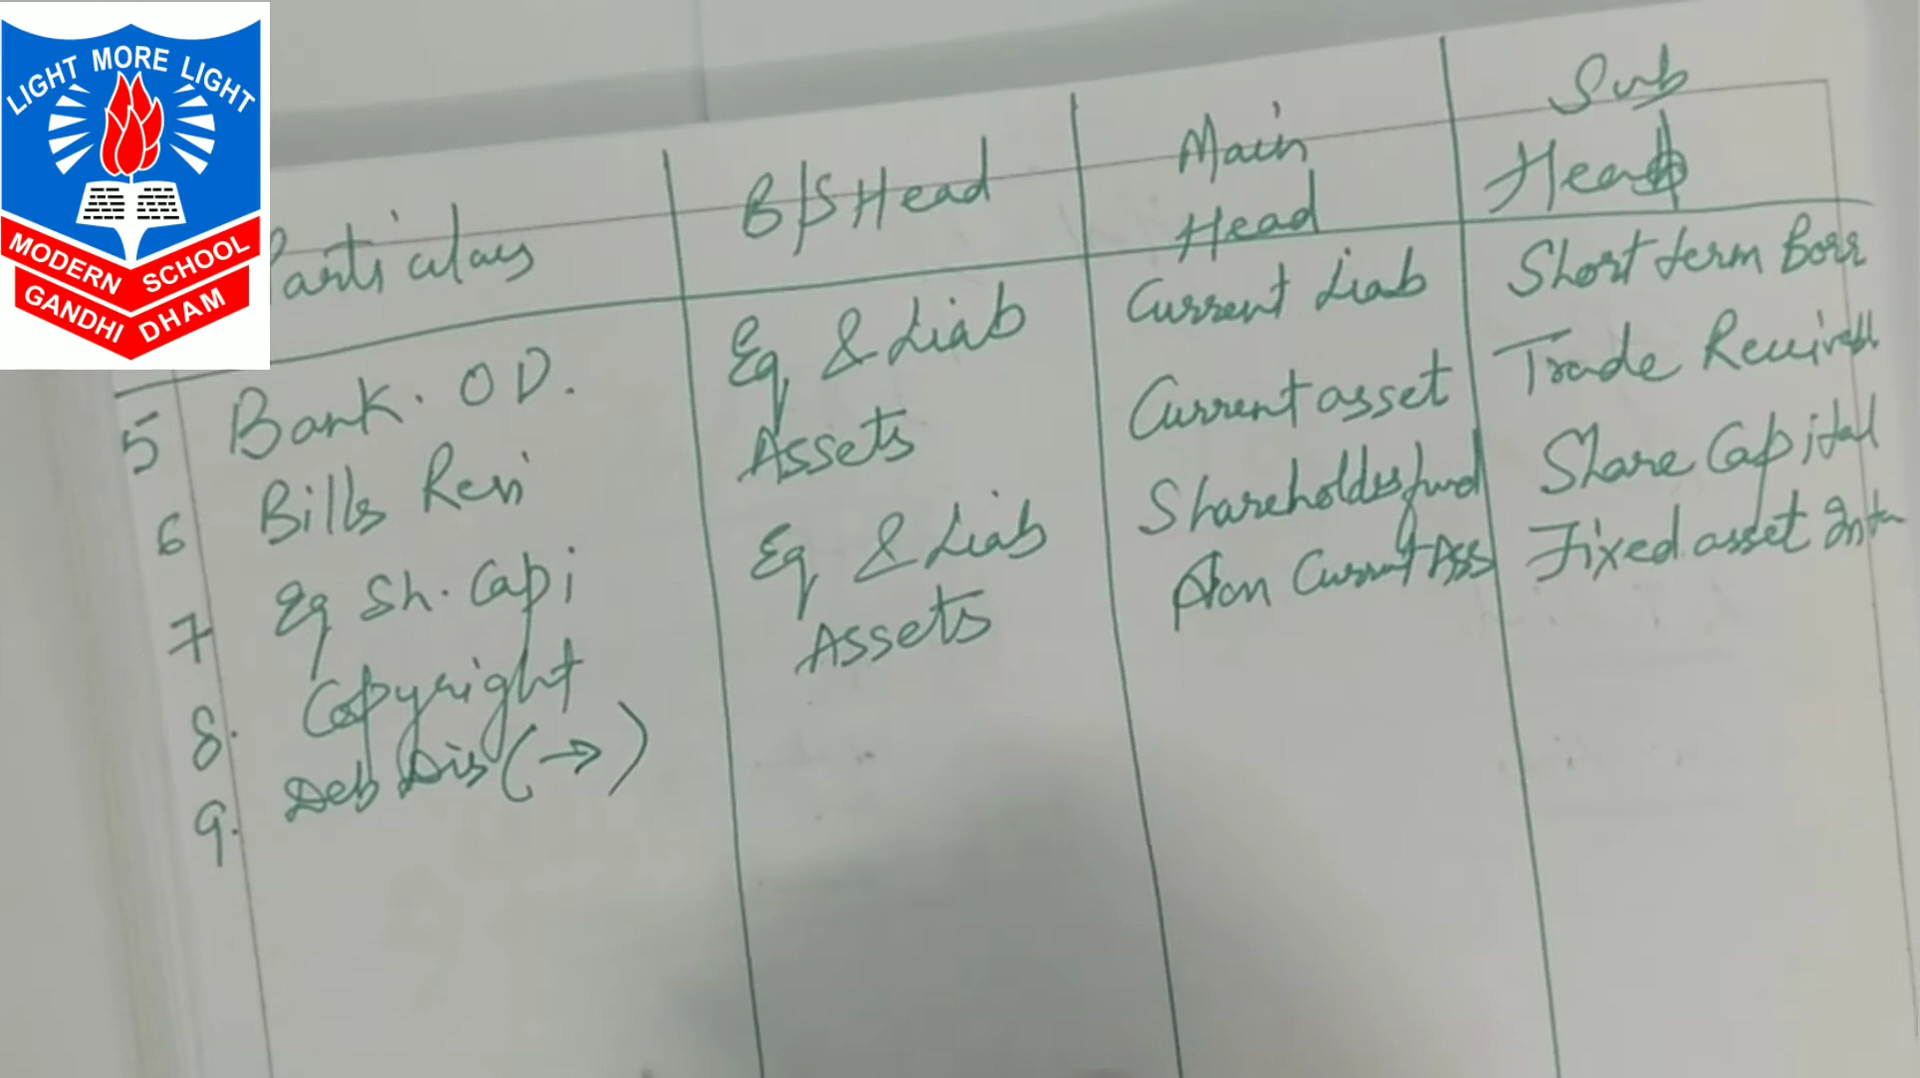 LIGHT MORE LIGHT
MODERN SCHOOL
GANDHI DHAM
Particulars B/S Head Main Head Sub Head
5 Bank. OD. Eq & Liab Current Liab Short term Borr
6 Bills Revi Assets Current asset Trade
7 Eq Sh. Capi Eq & Liab Shareholders fund Share Capital
8. Copyright Assets Non Current Ass Fixed asset Intan
9. Deb Dis (→)